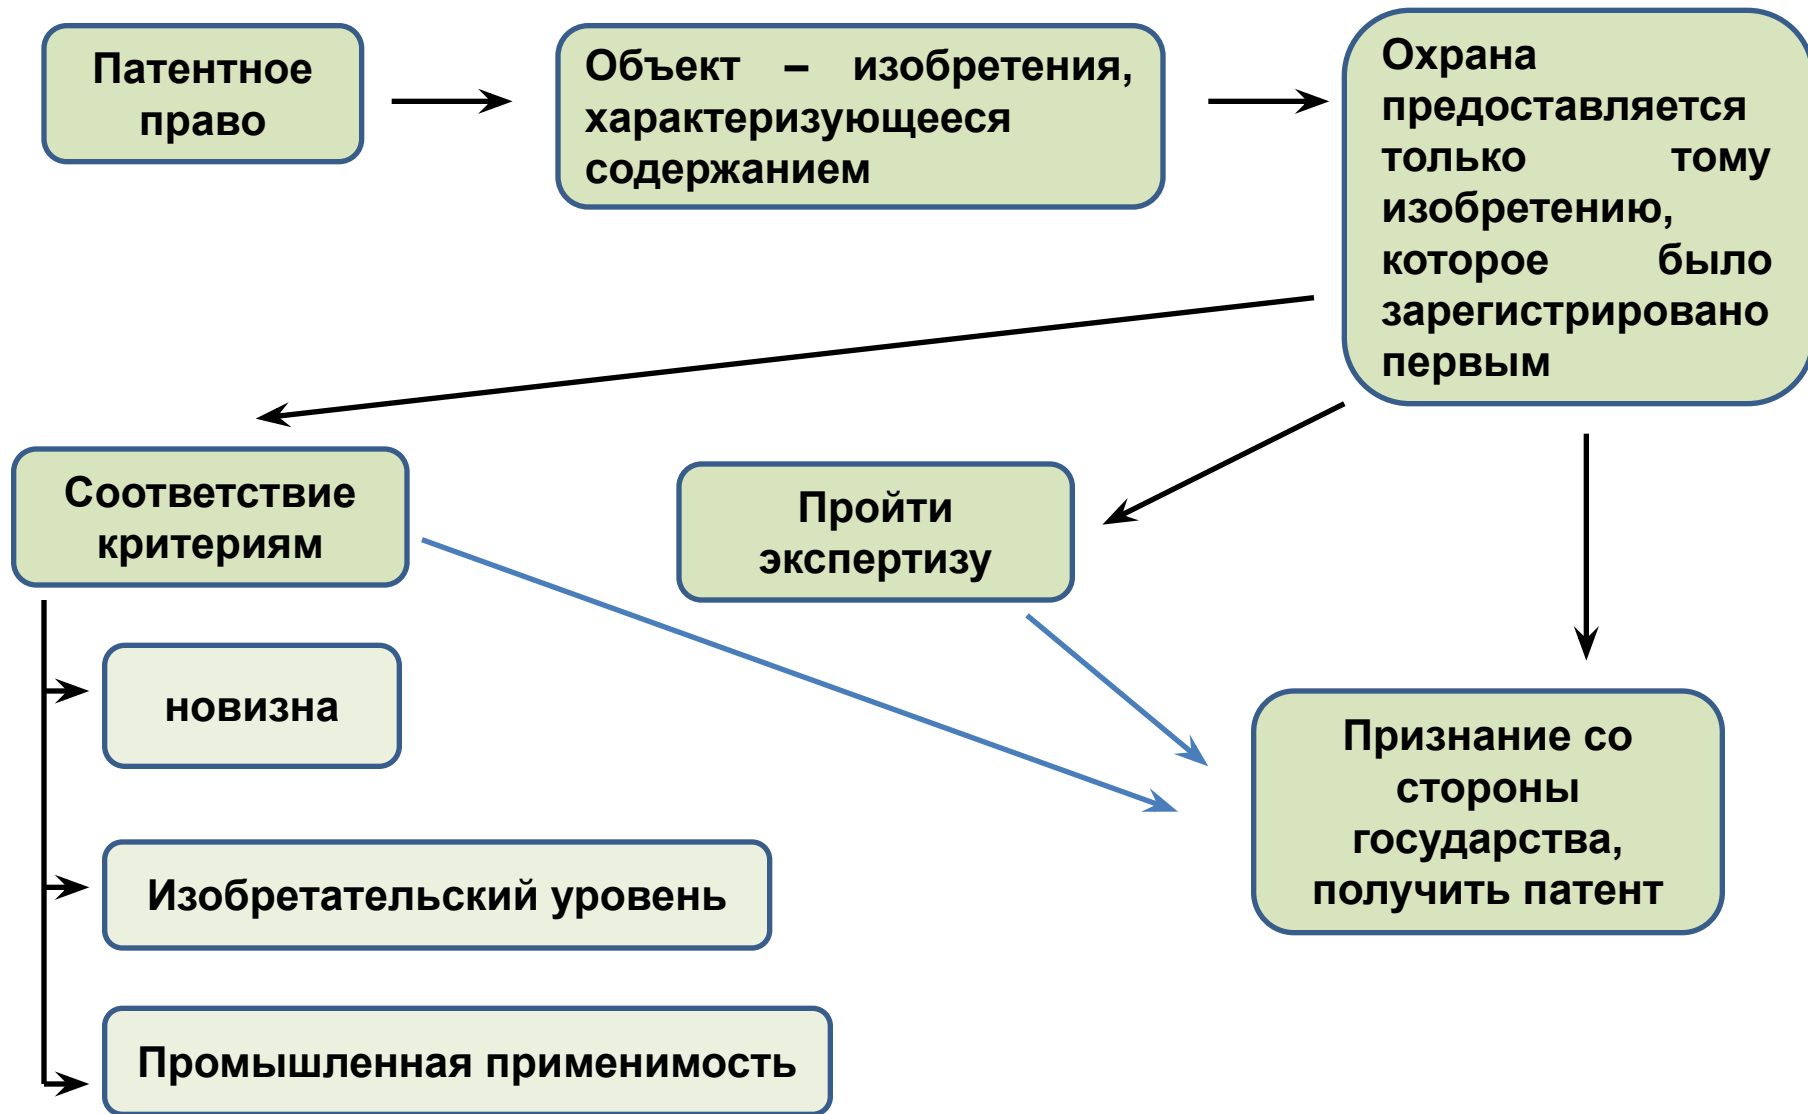 Патентное
право
Объект – изобретения,
характеризующееся
содержанием
Охрана
предоставляется
только тому
изобретению,
которое было
зарегистрировано
первым
Соответствие
критериям
Пройти
экспертизу
новизна
Изобретательский уровень
Промышленная применимость
Признание со
стороны
государства,
получить патент